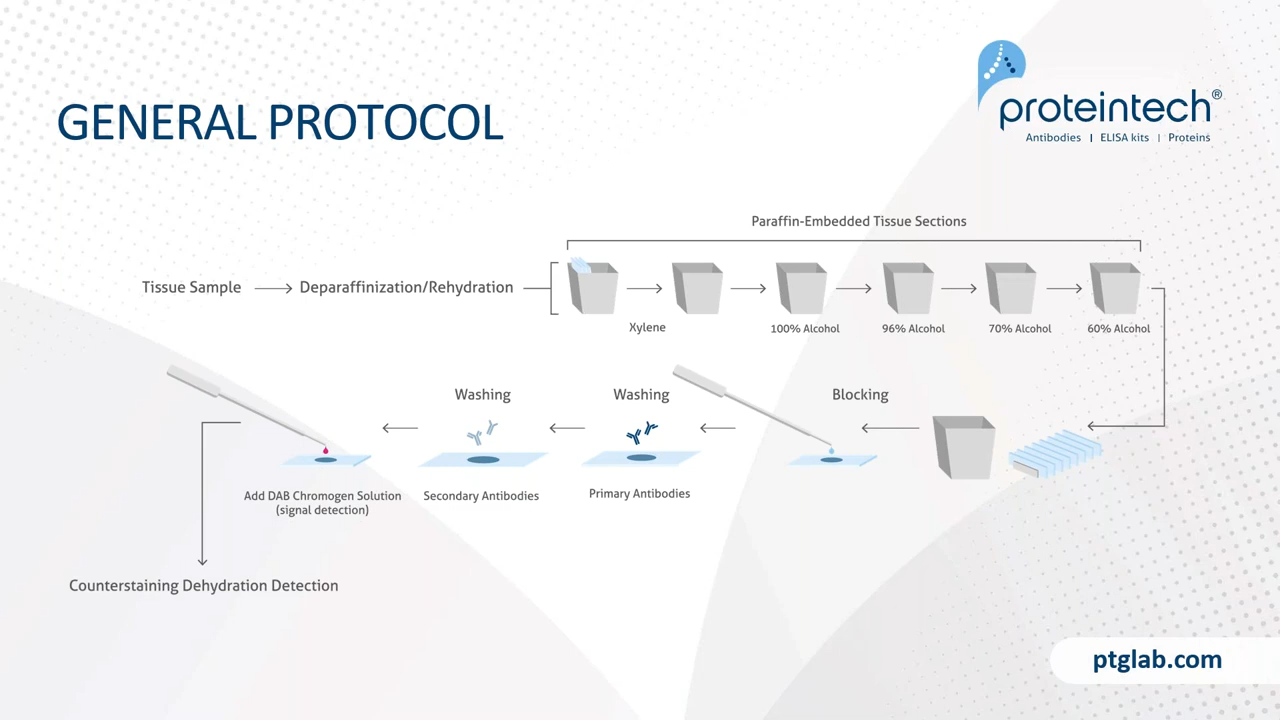 GENERAL PROTOCOL
proteintech®
Antibodies | ELISA kits | Proteins
Paraffin-Embedded Tissue Sections
Tissue Sample
Deparaffinization/Rehydration
Xylene
100% Alcohol
96% Alcohol
70% Alcohol
60% Alcohol
Blocking
Washing
Primary Antibodies
Washing
Secondary Antibodies
Add DAB Chromogen Solution
(signal detection)
Counterstaining Dehydration Detection
ptglab.com